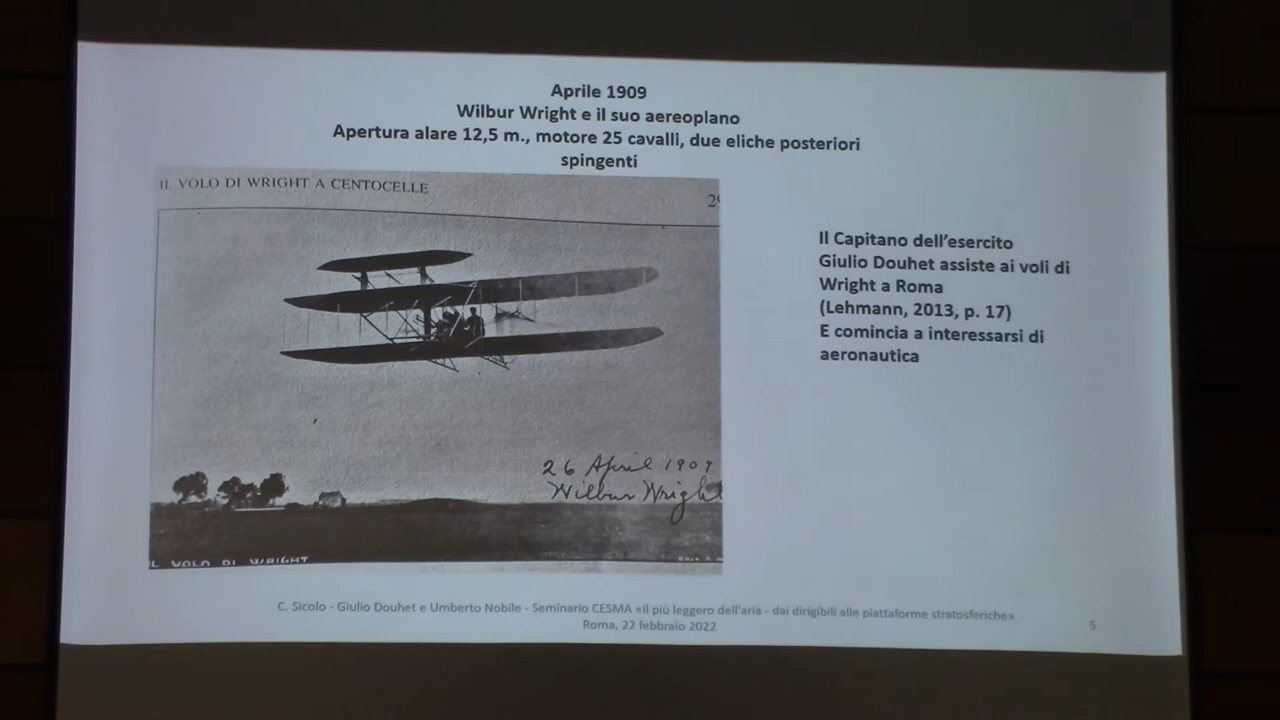 Aprile 1909
Wilbur Wright e il suo aereoplano
Apertura alare 12,5 m., motore 25 cavalli, due eliche posteriori
spingenti
IL VOLO DI WRIGHT A CENTOCELLE
29
Il Capitano dell'esercito
Giulio Douhet assiste ai voli di
Wright a Roma
(Lehmann, 2013, p. 17)
E comincia a interessarsi di
aeronautica
26 April 1909
Wilbur Wright
IL VOLO DI WRIGHT
C. Sicolo - Giulio Douhet e Umberto Nobile - Seminario CESMA «Il più leggero dell'aria - dai dirigibili alle piattaforme stratosferiche»
Roma, 22 febbraio 2022
5